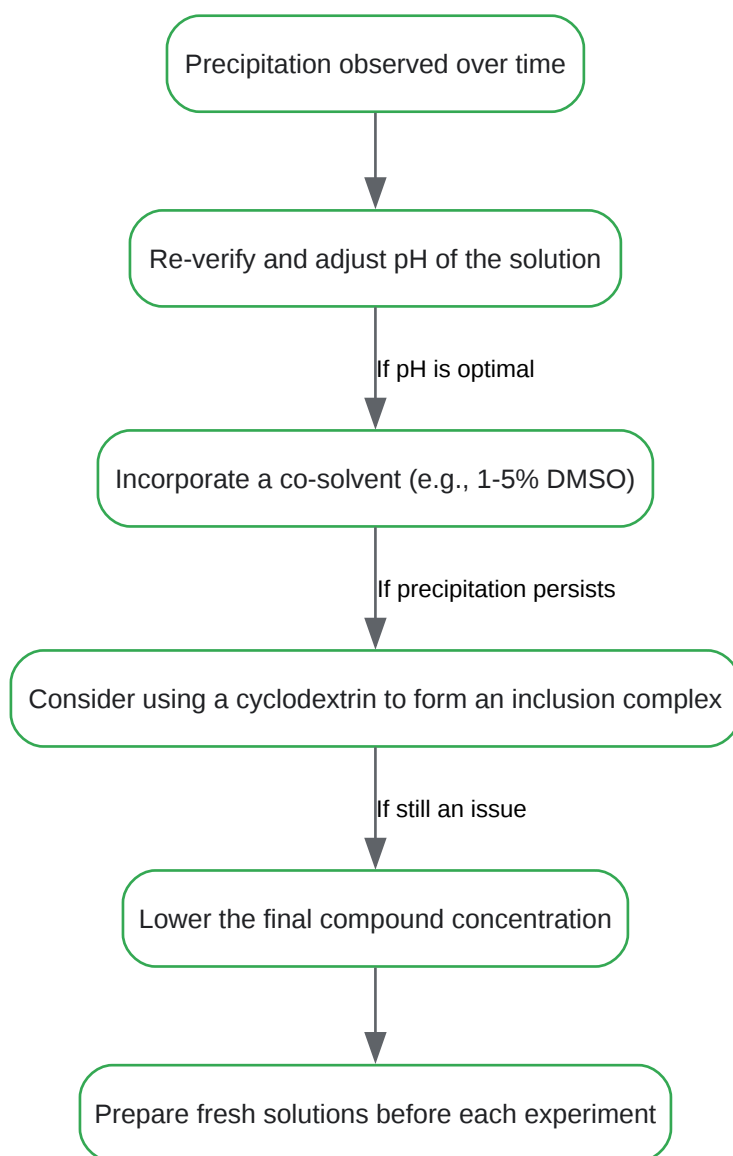 Precipitation observed over time
Re-verify and adjust pH of the solution
If pH is optimal
Incorporate a co-solvent (e.g., 1-5% DMSO)
If precipitation persists
Consider using a cyclodextrin to form an inclusion complex
If still an issue
Lower the final compound concentration
Prepare fresh solutions before each experiment